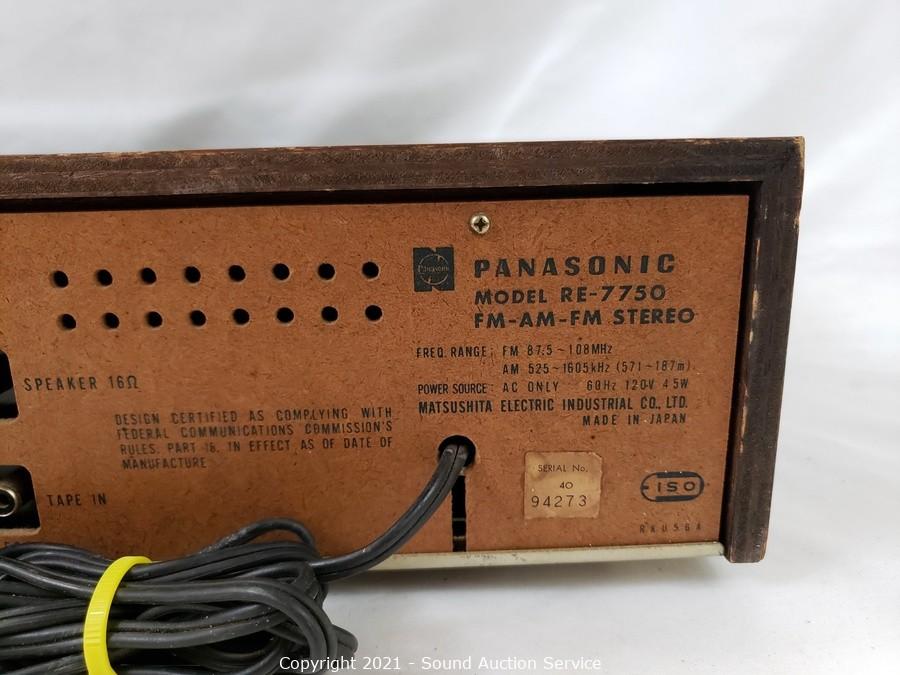 Panasonic
PANASONIC
MODEL RE-7750
FM-AM-FM STEREO
FREQ. RANGE: FM 87.5~108MHz
AM 525~1605kHz (571~187m)
POWER SOURCE: AC ONLY 60Hz 120V 45W
MATSUSHITA ELECTRIC INDUSTRIAL CO., LTD.
MADE IN JAPAN
SPEAKER 16Ω
DESIGN CERTIFIED AS COMPLYING WITH
FEDERAL COMMUNICATIONS COMMISSION'S
RULES, PART 15, IN EFFECT AS OF DATE OF
MANUFACTURE
TAPE IN
SERIAL No.
40
94273
ISO
Copyright 2021 - Sound Auction Service